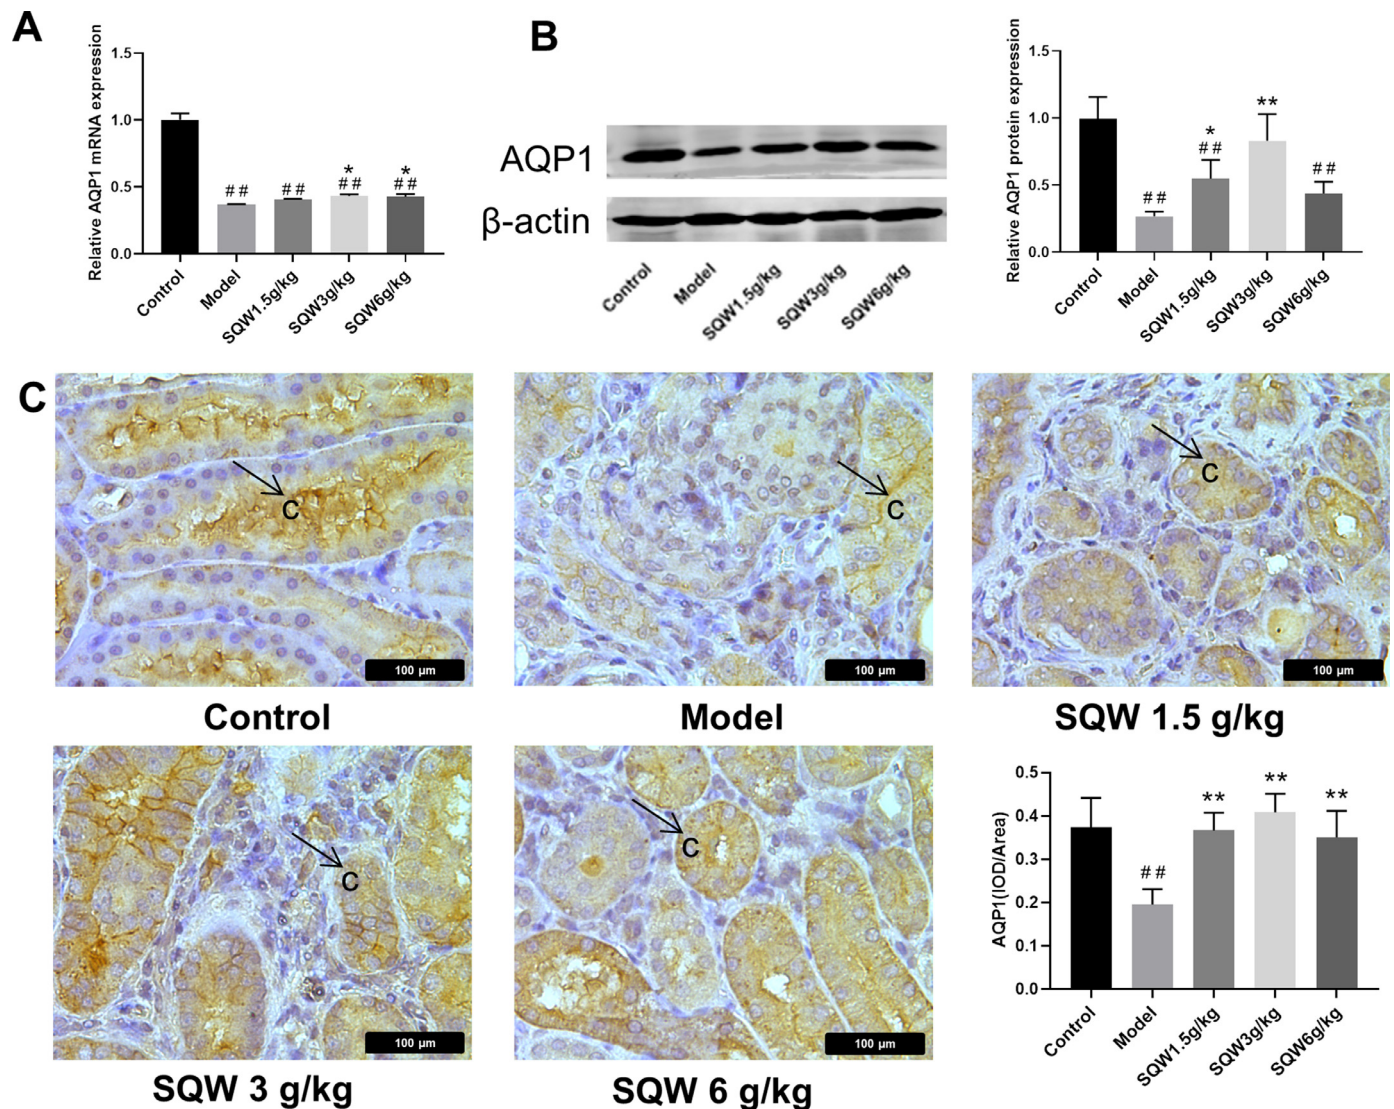 A
Relative AQP1 mRNA expression
1.5
1.0
0.5
0.0
##
##
*
##
*
##
Control
Model
SQW1.5g/kg
SQW3g/kg
SQW6g/kg
B
AQP1
β-actin
Control
Model
SQW1.5g/kg
SQW3g/kg
SQW6g/kg
Relative AQP1 protein expression
1.5
1.0
0.5
0.0
##
*
##
**
##
Control
Model
SQW1.5g/kg
SQW3g/kg
SQW6g/kg
C
C
100 µm
Control
C
100 µm
Model
C
100 µm
SQW 1.5 g/kg
C
100 µm
SQW 3 g/kg
C
100 µm
SQW 6 g/kg
AQP1(IOD/Area)
0.5
0.4
0.3
0.2
0.1
0.0
##
**
**
**
Control
Model
SQW1.5g/kg
SQW3g/kg
SQW6g/kg